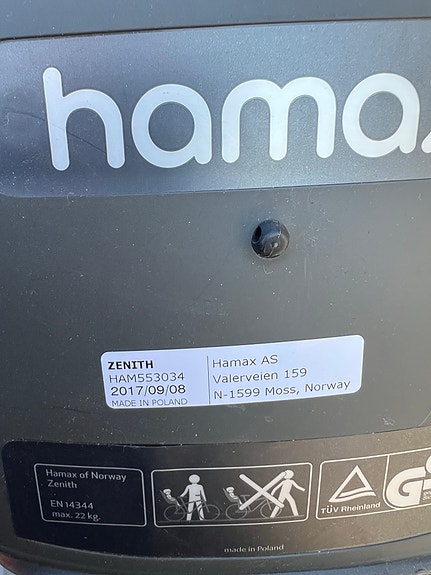 hamax
ZENITH
HAM553034
2017/09/08
MADE IN POLAND
Hamax AS
Valerveien 159
N-1599 Moss, Norway
Hamax of Norway
Zenith
EN 14344
max. 22 kg.
TÜV Rheinland
GS
made in Poland